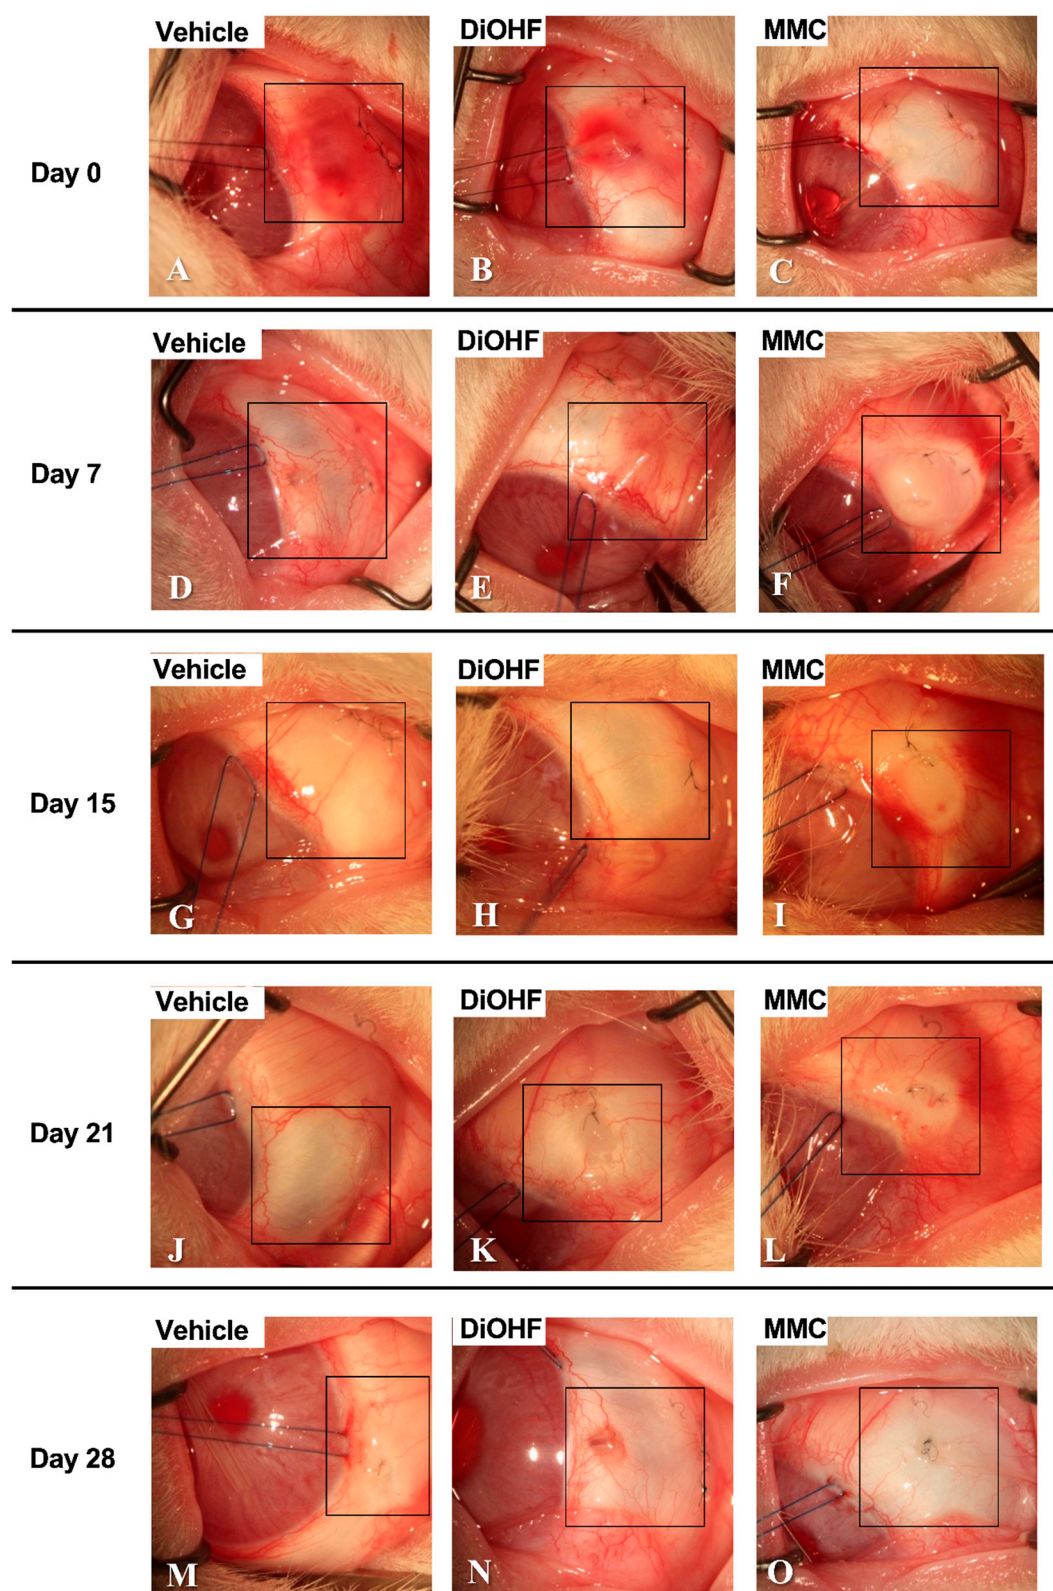 Vehicle DiOHF MMC
Day 0
A B C
Vehicle DiOHF MMC
Day 7
D E F
Vehicle DiOHF MMC
Day 15
G H I
Vehicle DiOHF MMC
Day 21
J K L
Vehicle DiOHF MMC
Day 28
M N O